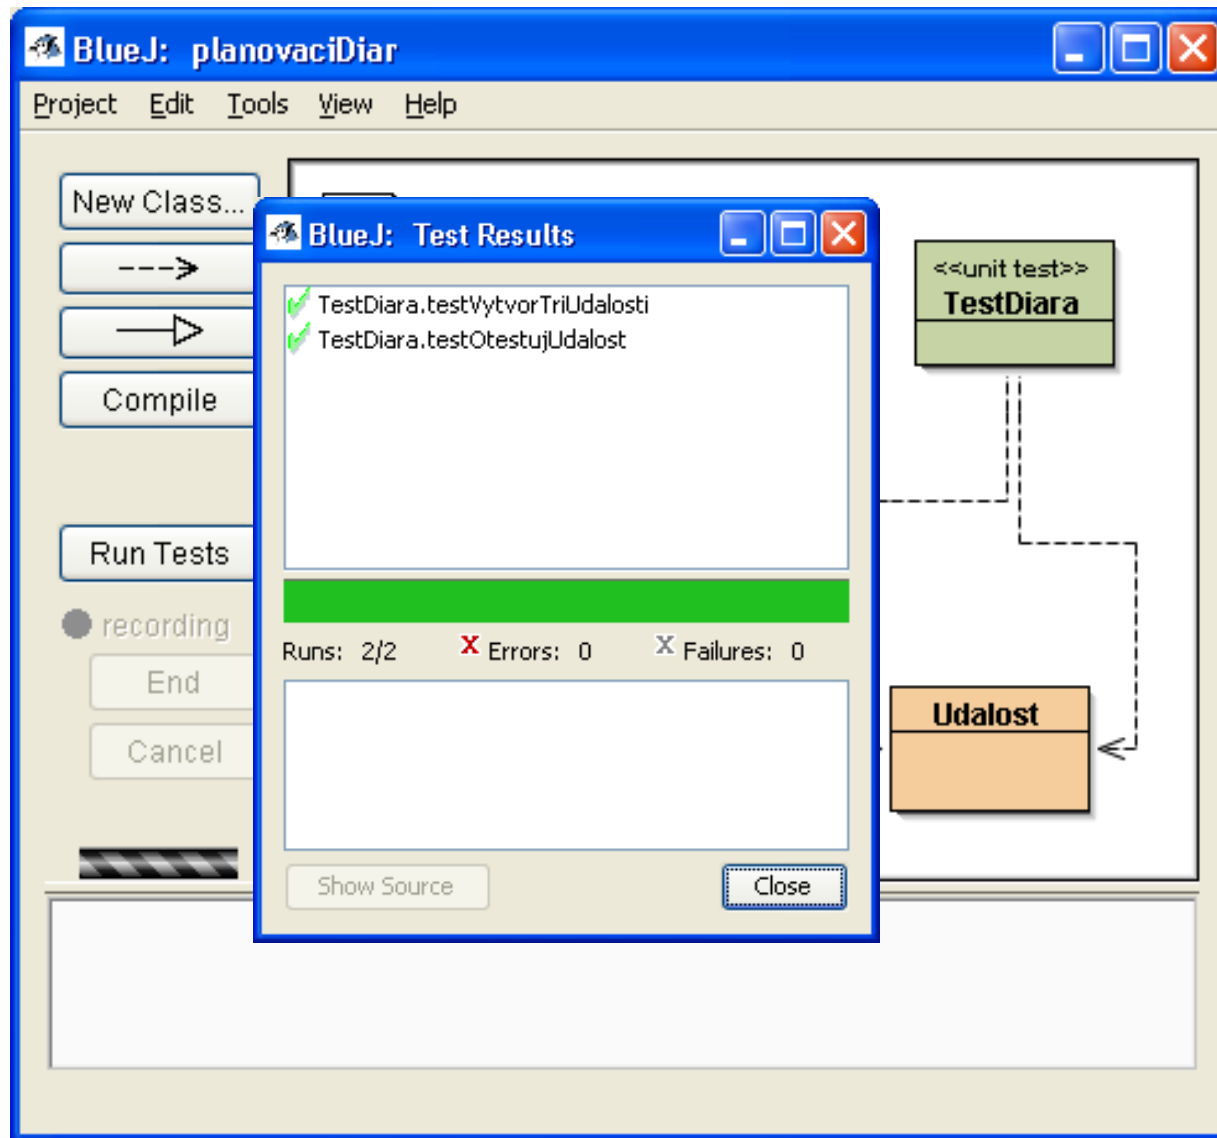 BlueJ: planovaciDiar
Project Edit Tools View Help
New Class...
Compile
Run Tests
recording
End
Cancel
BlueJ: Test Results
TestDiara.testVytvorTriUdalosti
TestDiara.testOtestujUdalost
Runs: 2/2 X Errors: 0 X Failures: 0
Show Source Close
<<unit test>>
TestDiara
Udalost